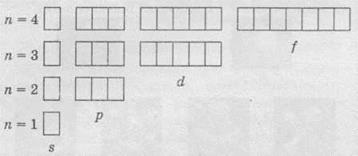 n = 4
f
n = 3
d
n = 2
p
n = 1
s